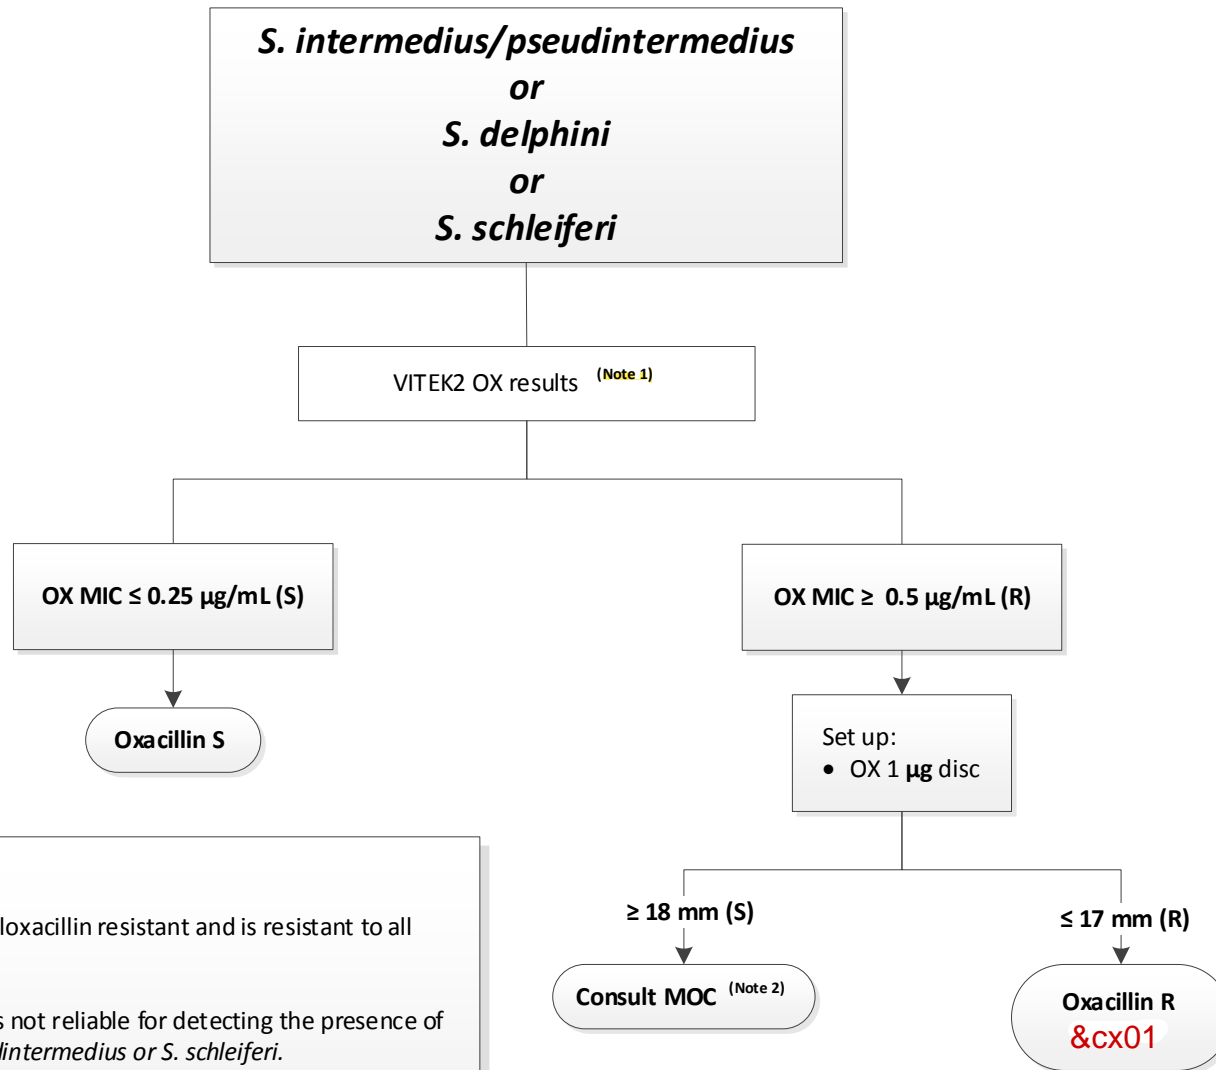 S. intermedius/pseudintermedius
or
S. delphini
or
S. schleiferi
VITEK2 OX results (Note 1)
OX MIC ≤ 0.25 µg/mL (S)
OX MIC ≥ 0.5 µg/mL (R)
Oxacillin S
Set up:
• OX 1 µg disc
≥ 18 mm (S)
≤ 17 mm (R)
Consult MOC (Note 2)
Oxacillin R
&cx01
loxacillin resistant and is resistant to all
s not reliable for detecting the presence of
dintermedius or S. schleiferi.